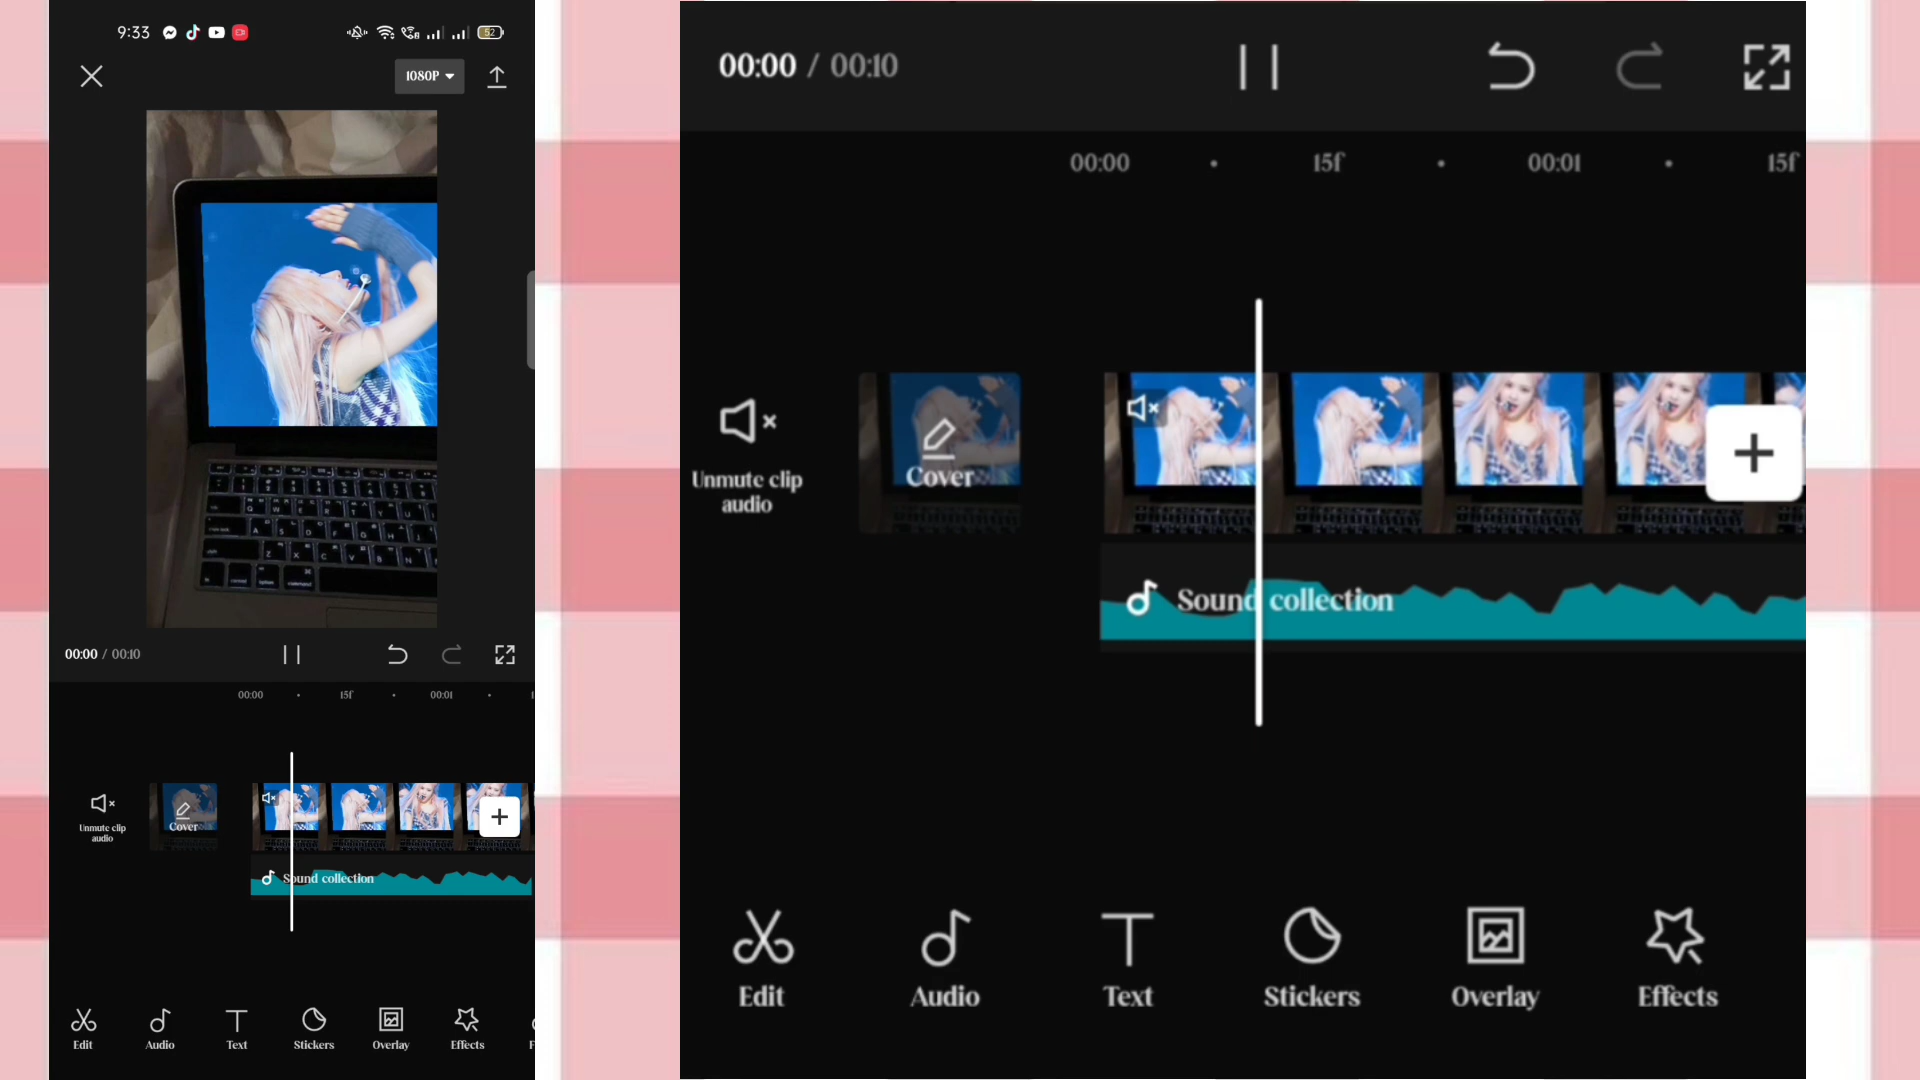 9:33
52
1080P
00:00 / 00:10
00:00
15f
00:01
Unmute clip
audio
Cover
Sound collection
Edit
Audio
Text
Stickers
Overlay
Effects
00:00 / 00:10
00:00
15f
00:01
15f
Unmute clip
audio
Cover
Sound collection
Edit
Audio
Text
Stickers
Overlay
Effects